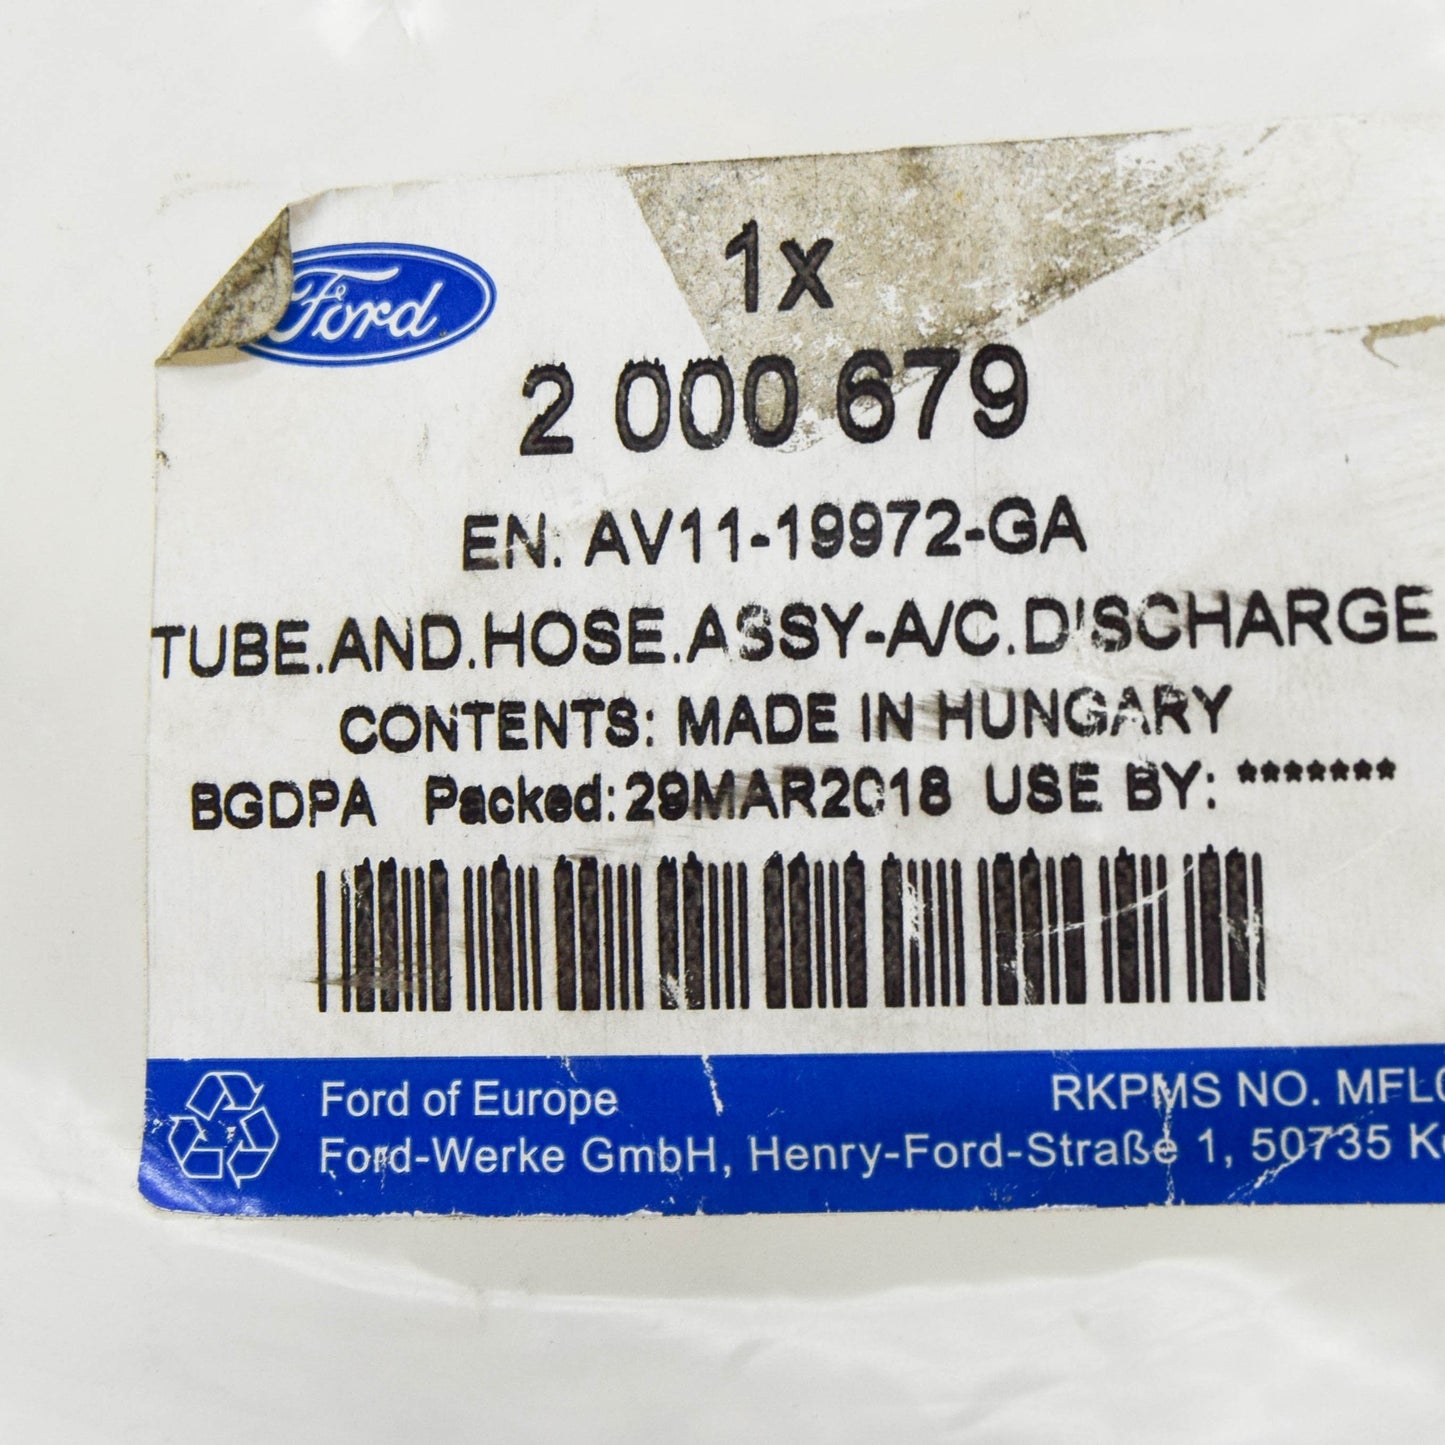 Ford
1x
2 000 679
EN. AV11-19972-GA
TUBE.AND.HOSE.ASSY-A/C.DISCHARGE
CONTENTS: MADE IN HUNGARY
BGDPA Packed: 29MAR2018 USE BY: *******
Ford of Europe
RKPMS NO.
Ford-Werke GmbH, Henry-Ford-Straße 1, 50735